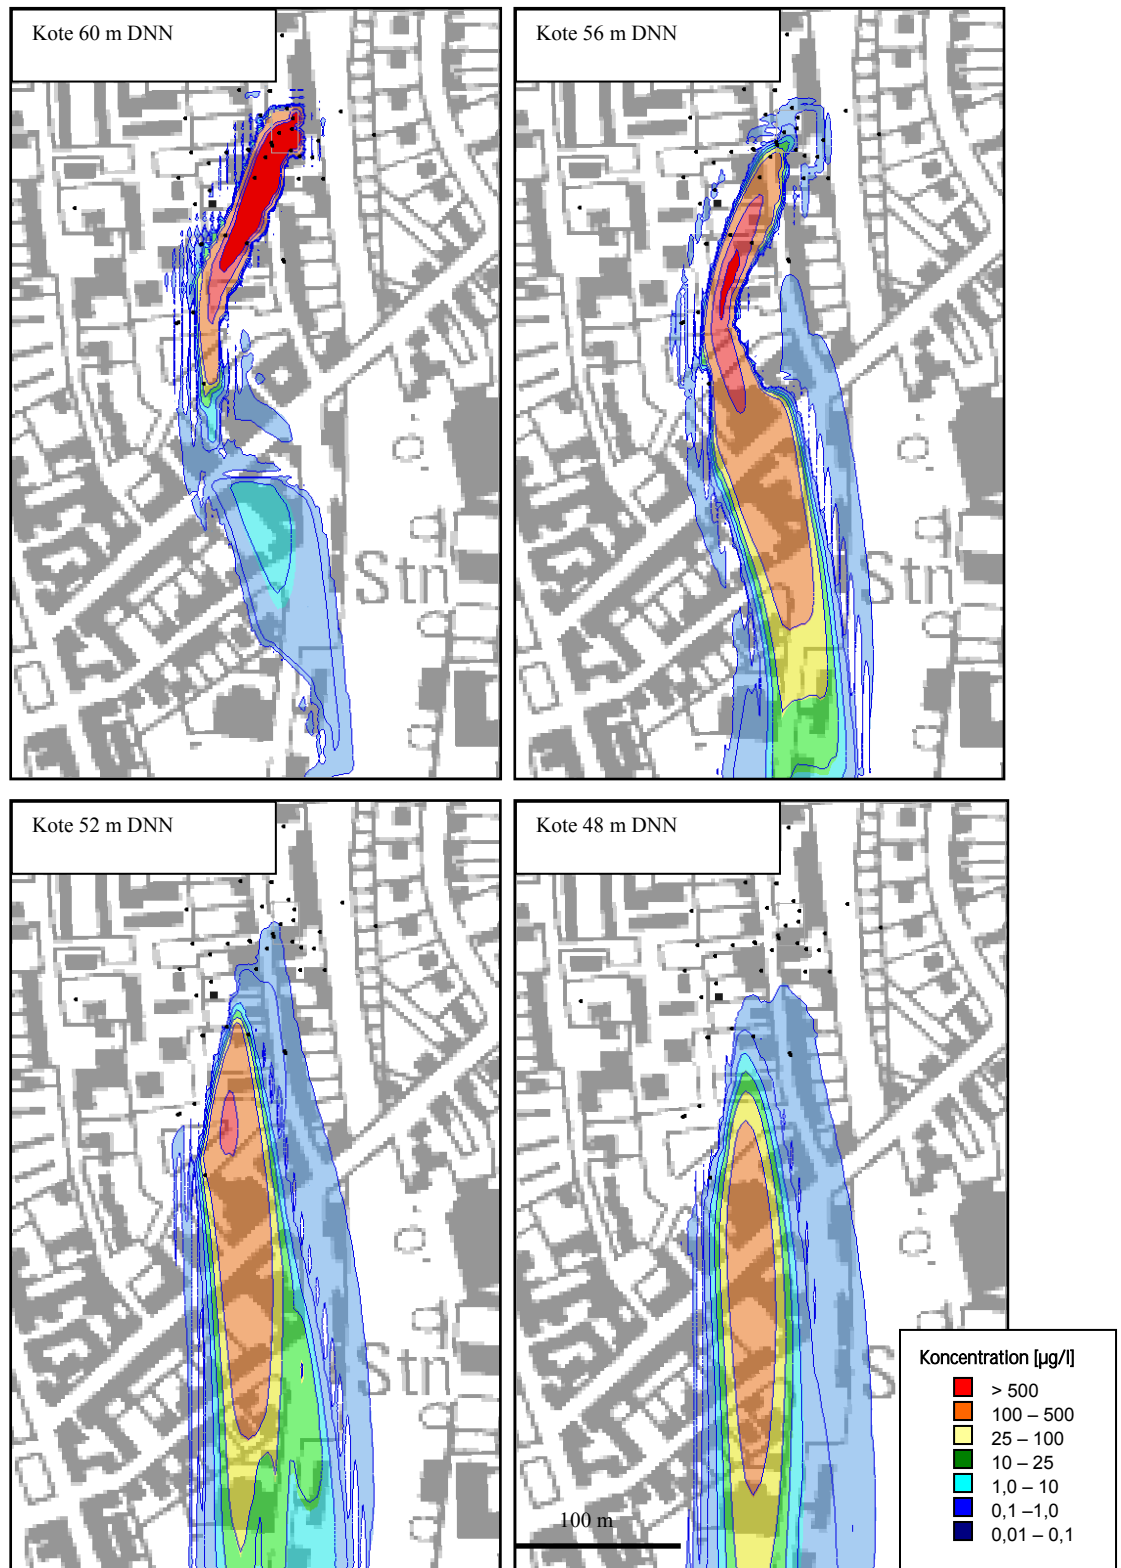 Kote 60 m DNN
Kote 56 m DNN
Stn
Stn
Kote 52 m DNN
Kote 48 m DNN
Stn
S
Koncentration [µg/l]
> 500
100 – 500
25 – 100
10 – 25
1,0 – 10
0,1 –1,0
0,01 – 0,1
100 m